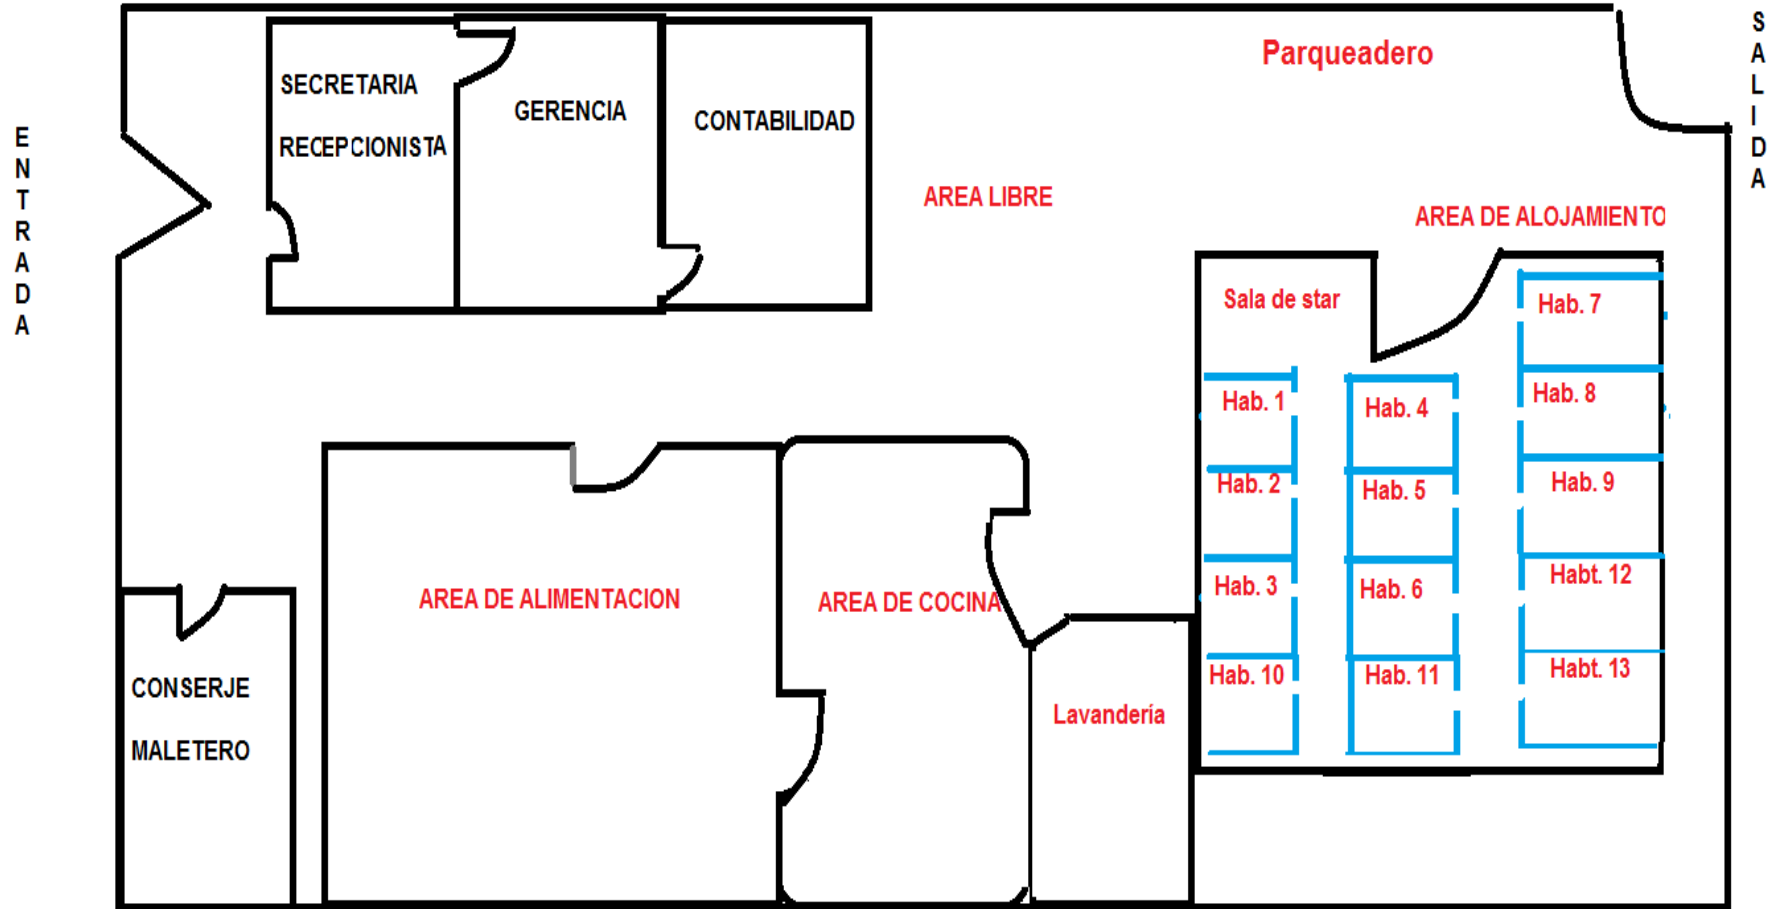 ENTRADA
SECRETARIA
RECEPCIONISTA
GERENCIA
CONTABILIDAD
Parqueadero
SALIDA
AREA LIBRE
AREA DE ALOJAMIENTO
Sala de star
Hab. 1
Hab. 2
Hab. 3
Hab. 10
Hab. 4
Hab. 5
Hab. 6
Hab. 11
Hab. 7
Hab. 8
Hab. 9
Habt. 12
Habt. 13
AREA DE ALIMENTACION
AREA DE COCINA
Lavandería
CONSERJE
MALETERO